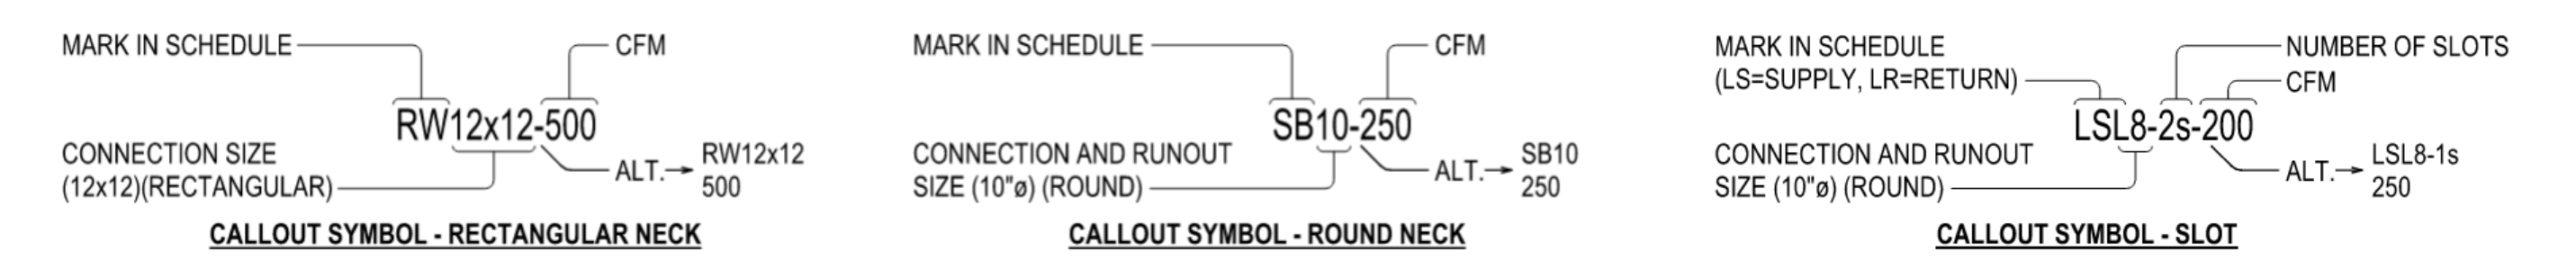 MARK IN SCHEDULE
CFM
RW12x12-500
CONNECTION SIZE
(12x12)(RECTANGULAR)
ALT.
RW12x12
500
CALLOUT SYMBOL - RECTANGULAR NECK
MARK IN SCHEDULE
CFM
SB10-250
CONNECTION AND RUNOUT
SIZE (10"ø) (ROUND)
ALT.
SB10
250
CALLOUT SYMBOL - ROUND NECK
MARK IN SCHEDULE
(LS=SUPPLY, LR=RETURN)
NUMBER OF SLOTS
CFM
LSL8-2s-200
CONNECTION AND RUNOUT
SIZE (10"ø) (ROUND)
ALT.
LSL8-1s
250
CALLOUT SYMBOL - SLOT